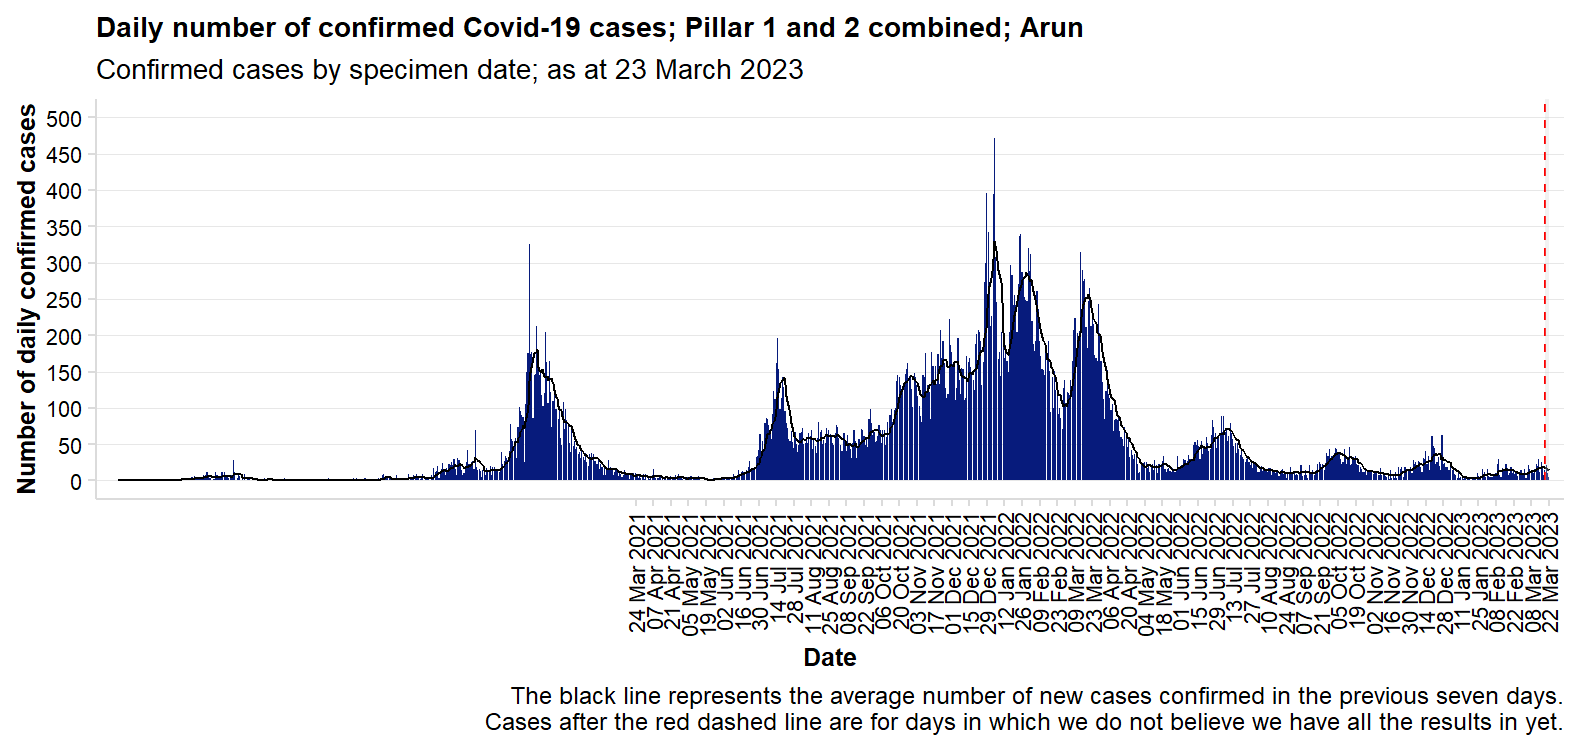 Daily number of confirmed Covid-19 cases; Pillar 1 and 2 combined; Arun
Confirmed cases by specimen date; as at 23 March 2023
Number of daily confirmed cases
500
450
400
350
300
250
200
150
100
50
0
24 Mar 2021
07 Apr 2021
21 Apr 2021
05 May 2021
19 May 2021
02 Jun 2021
16 Jun 2021
30 Jun 2021
14 Jul 2021
28 Jul 2021
11 Aug 2021
25 Aug 2021
08 Sep 2021
22 Sep 2021
06 Oct 2021
20 Oct 2021
03 Nov 2021
17 Nov 2021
01 Dec 2021
15 Dec 2021
29 Dec 2021
12 Jan 2022
26 Jan 2022
09 Feb 2022
23 Feb 2022
09 Mar 2022
23 Mar 2022
06 Apr 2022
20 Apr 2022
04 May 2022
18 May 2022
01 Jun 2022
15 Jun 2022
29 Jun 2022
13 Jul 2022
27 Jul 2022
10 Aug 2022
24 Aug 2022
07 Sep 2022
21 Sep 2022
05 Oct 2022
19 Oct 2022
02 Nov 2022
16 Nov 2022
30 Nov 2022
14 Dec 2022
28 Dec 2022
11 Jan 2023
25 Jan 2023
08 Feb 2023
22 Feb 2023
08 Mar 2023
22 Mar 2023
Date
The black line represents the average number of new cases confirmed in the previous seven days.
Cases after the red dashed line are for days in which we do not believe we have all the results in yet.